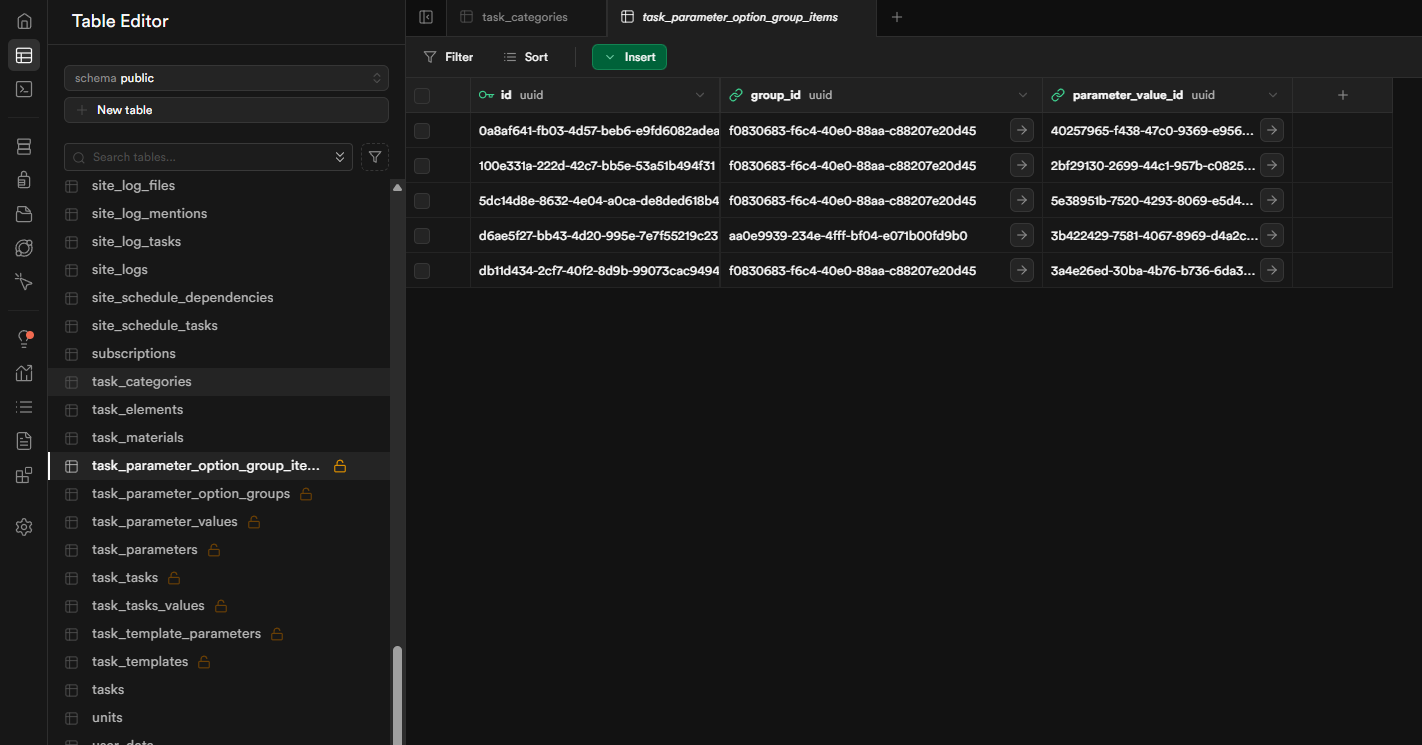 Table Editor
schema public
New table
Search tables...
site_log_files
site_log_mentions
site_log_tasks
site_logs
site_schedule_dependencies
site_schedule_tasks
subscriptions
task_categories
task_elements
task_materials
task_parameter_option_group_ite...
task_parameter_option_groups
task_parameter_values
task_parameters
task_tasks
task_tasks_values
task_template_parameters
task_templates
tasks
units
user_data
task_categories
task_parameter_option_group_items
Filter
Sort
Insert
id uuid group_id uuid parameter_value_id uuid
0a8af641-fb03-4d57-beb6-e9fd6082adea f0830683-f6c4-40e0-88aa-c88207e20d45 40257965-f438-47c0-9369-e956...
100e331a-222d-42c7-bb5e-53a51b494f31 f0830683-f6c4-40e0-88aa-c88207e20d45 2bf29130-2699-44c1-957b-c0825...
5dc14d8e-8632-4e04-a0ca-de8ded618b4 f0830683-f6c4-40e0-88aa-c88207e20d45 5e38951b-7520-4293-8069-e5d4...
d6ae5f27-bb43-4d20-995e-7e7f55219c23 aa0e9939-234e-4fff-bf04-e071b00fd9b0 3b422429-7581-4067-8969-d4a2c...
db11d434-2cf7-40f2-8d9b-99073cac9494 f0830683-f6c4-40e0-88aa-c88207e20d45 3a4e26ed-30ba-4b76-b736-6da3...